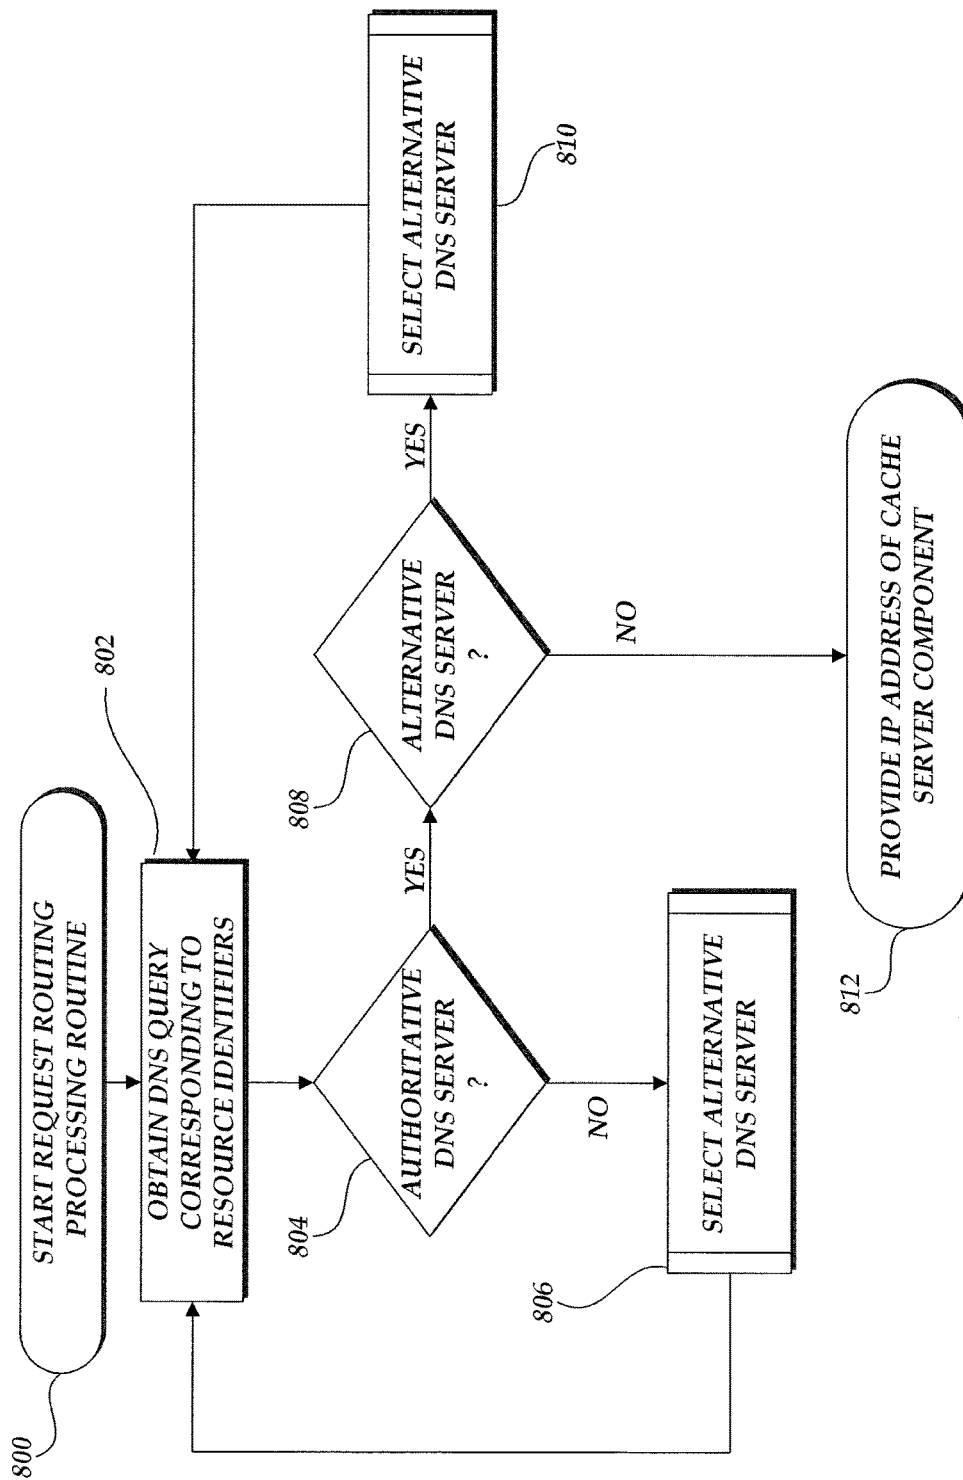 800
START REQUEST ROUTING
PROCESSING ROUTINE
802
OBTAIN DNS QUERY
CORRESPONDING TO
RESOURCE IDENTIFIERS
804
AUTHORITATIVE
DNS SERVER
?
YES
NO
806
SELECT ALTERNATIVE
DNS SERVER
808
ALTERNATIVE
DNS SERVER
?
YES
NO
810
SELECT ALTERNATIVE
DNS SERVER
812
PROVIDE IP ADDRESS OF CACHE
SERVER COMPONENT